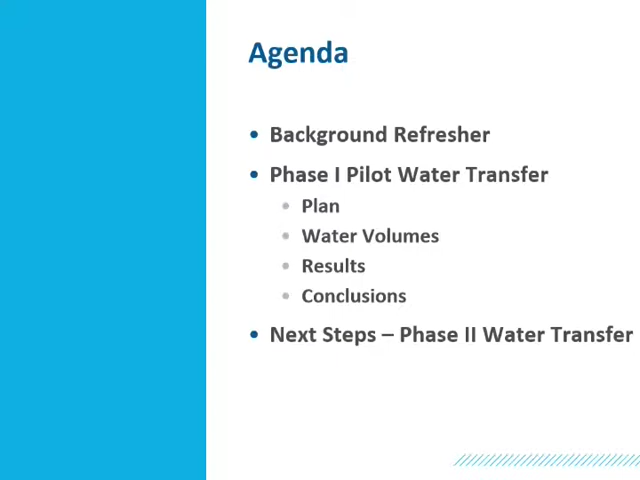 Agenda
• Background Refresher
• Phase I Pilot Water Transfer
• Plan
• Water Volumes
• Results
• Conclusions
• Next Steps – Phase II Water Transfer